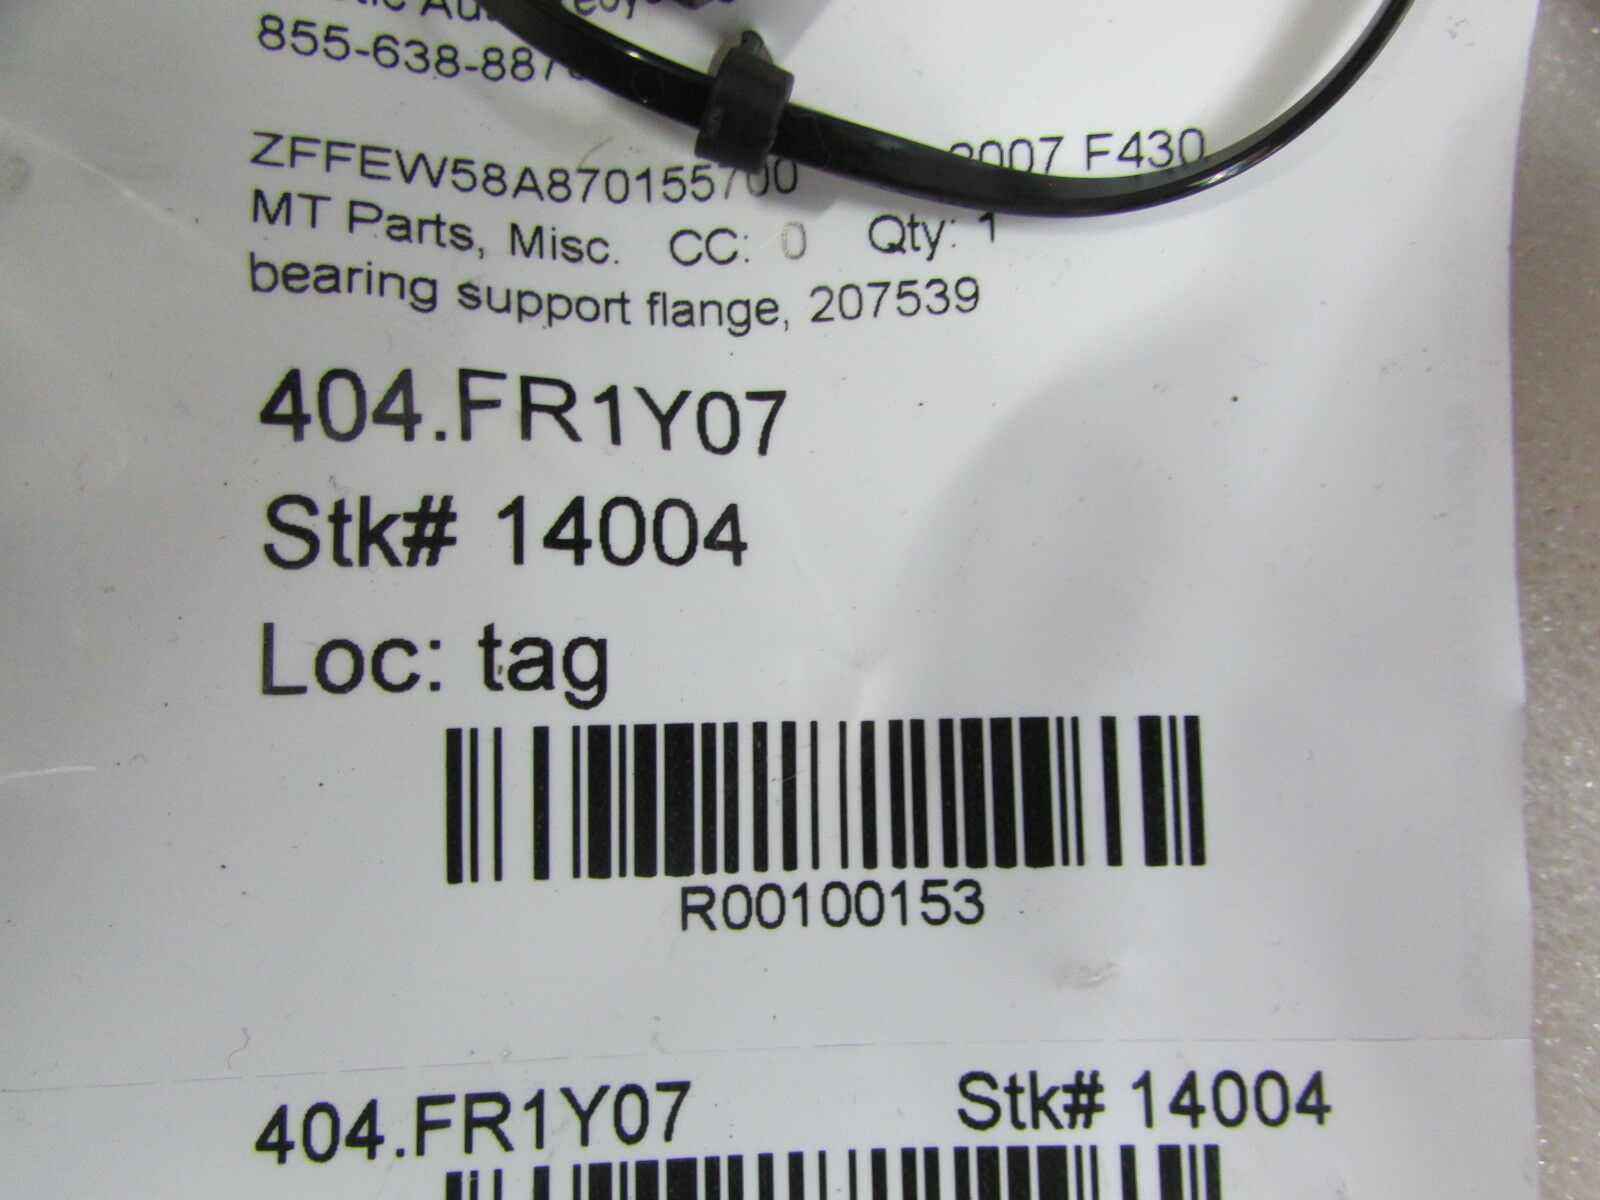 855-638-887
ZFFEW58A870155700 2007 F430
MT Parts, Misc. CC: 0 Qty: 1
bearing support flange, 207539
404.FR1Y07
Stk# 14004
Loc: tag
R00100153
404.FR1Y07 Stk# 14004